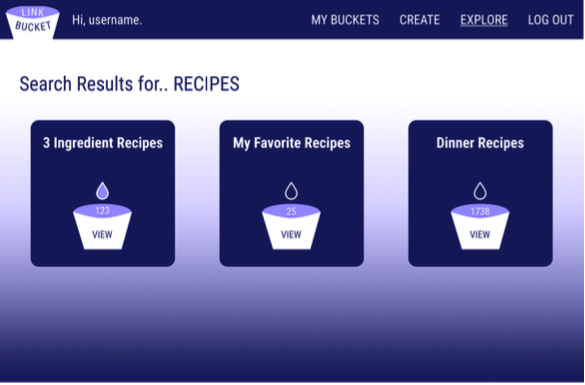 LINK
BUCKET
Hi, username.
MY BUCKETS CREATE EXPLORE LOG OUT
Search Results for.. RECIPES
3 Ingredient Recipes
123
VIEW
My Favorite Recipes
25
VIEW
Dinner Recipes
1738
VIEW